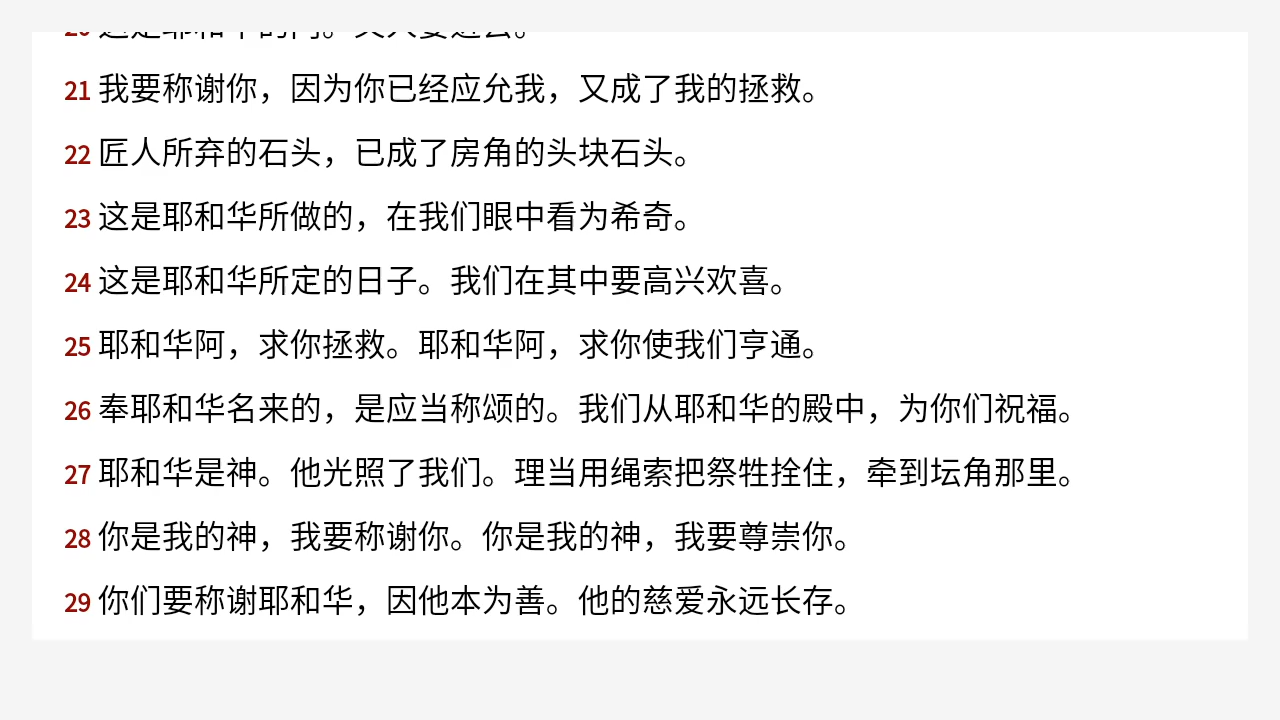 21 我要称谢你，因为你已经应允我，又成了我的拯救。
22 匠人所弃的石头，已成了房角的头块石头。
23 这是耶和华所做的，在我们眼中看为希奇。
24 这是耶和华所定的日子。我们在其中要高兴欢喜。
25 耶和华阿，求你拯救。耶和华阿，求你使我们亨通。
26 奉耶和华名来的，是应当称颂的。我们从耶和华的殿中，为你们祝福。
27 耶和华是神。他光照了我们。理当用绳索把祭牲拴住，牵到坛角那里。
28 你是我的神，我要称谢你。你是我的神，我要尊崇你。
29 你们要称谢耶和华，因他本为善。他的慈爱永远长存。